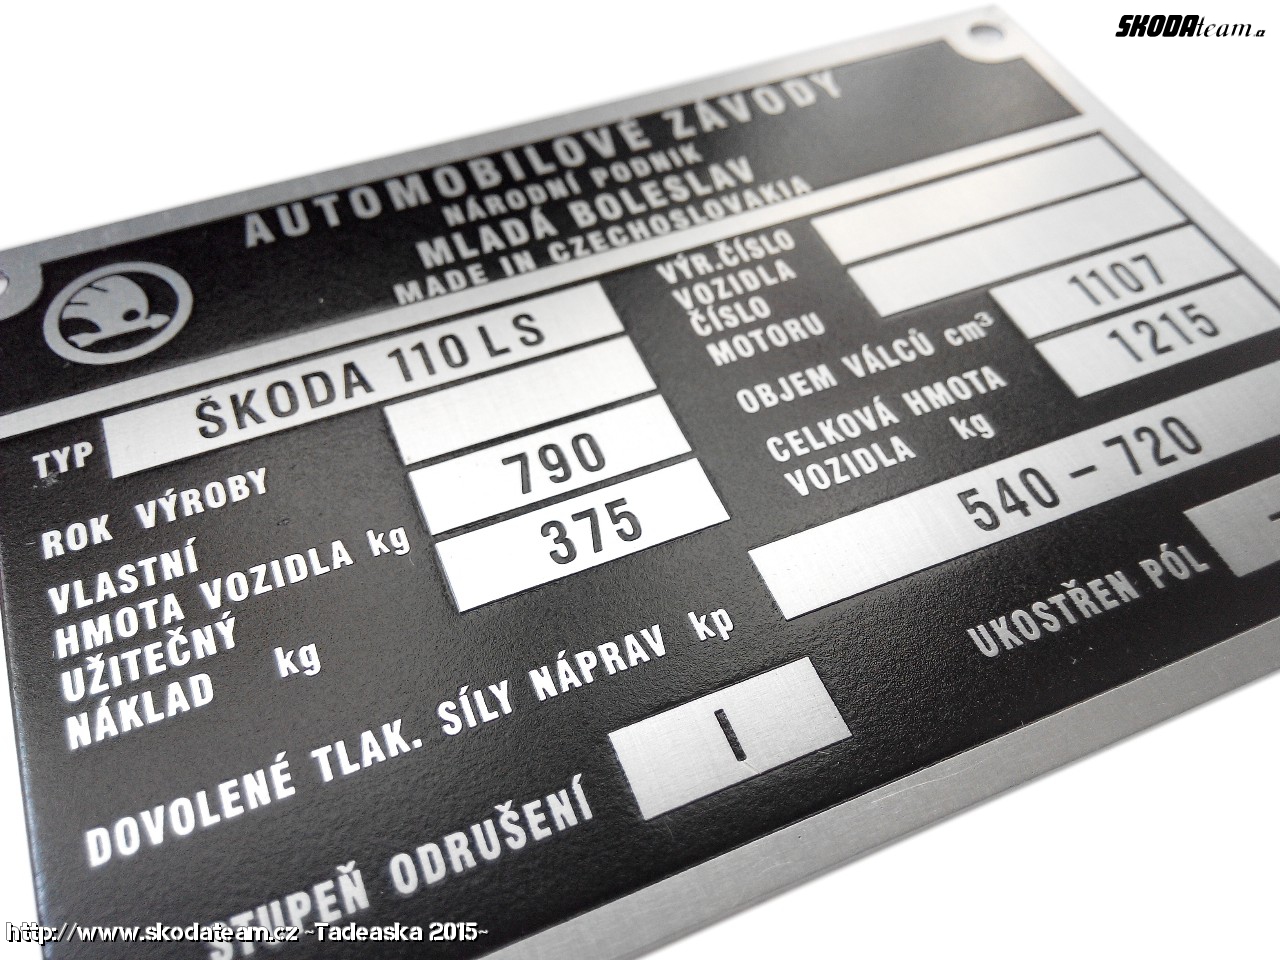 SKODAteam.cz
AUTOMOBILOVÉ ZÁVODY
NÁRODNÍ PODNIK
MLADÁ BOLESLAV
MADE IN CZECHOSLOVAKIA
TYP ŠKODA 110 LS
ROK VÝROBY
VLASTNÍ
HMOTA VOZIDLA kg 790
UŽITEČNÝ
NÁKLAD kg 375
VÝR.ČÍSLO
VOZIDLA
ČÍSLO
MOTORU
OBJEM VÁLCŮ cm³ 1107
CELKOVÁ HMOTA
VOZIDLA kg 1215
DOVOLENÉ TLAK. SÍLY NÁPRAV kp 540 – 720
STUPEŇ ODRUŠENÍ I
UKOSTŘEN PÓL –
http://www.skodateam.cz ~Tadeaska 2015~